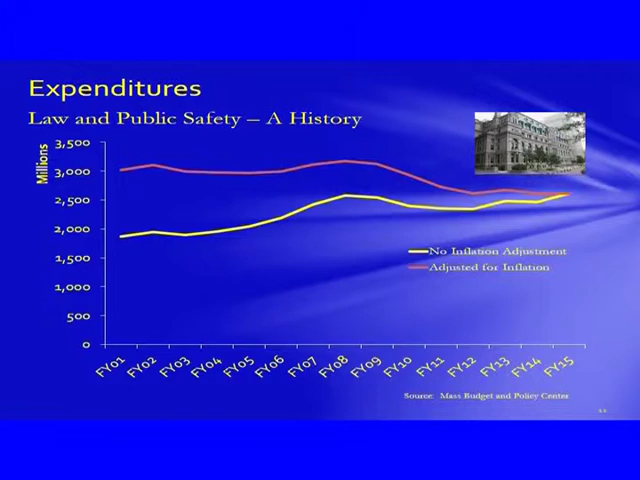 Expenditures
Law and Public Safety – A History
Millions
3,500
3,000
2,500
2,000
1,500
1,000
500
0
No Inflation Adjustment
Adjusted for Inflation
FY01 FY02 FY03 FY04 FY05 FY06 FY07 FY08 FY09 FY10 FY11 FY12 FY13 FY14 FY15
Source: Mass Budget and Policy Center